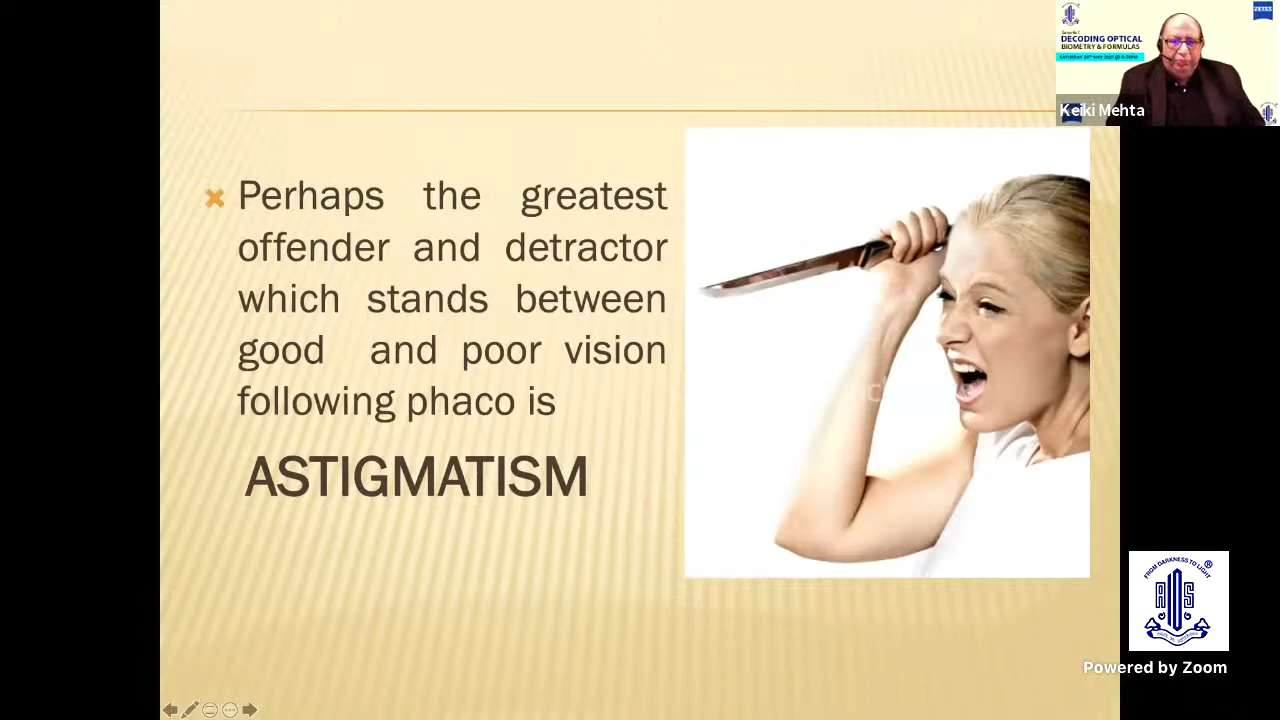 Perhaps the greatest
offender and detractor
which stands between
good and poor vision
following phaco is
ASTIGMATISM
ZEISS
DECODING OPTICAL
BIOMETRY & FORMULAS
Keiki Mehta
FROM DARKNESS TO LIGHT
®
Powered by Zoom